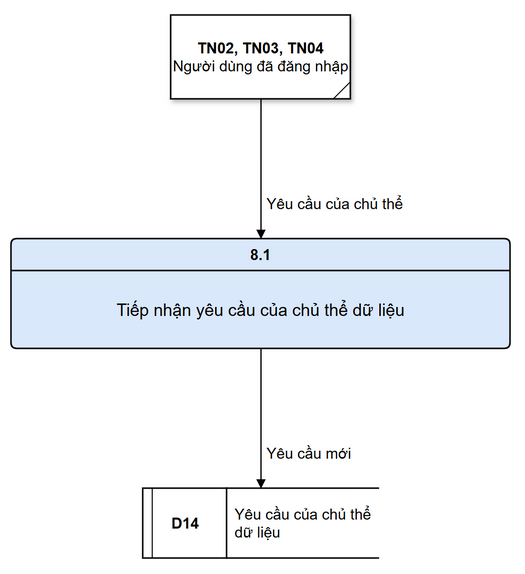 TN02, TN03, TN04
Người dùng đã đăng nhập
Yêu cầu của chủ thể
8.1
Tiếp nhận yêu cầu của chủ thể dữ liệu
Yêu cầu mới
D14
Yêu cầu của chủ thể
dữ liệu